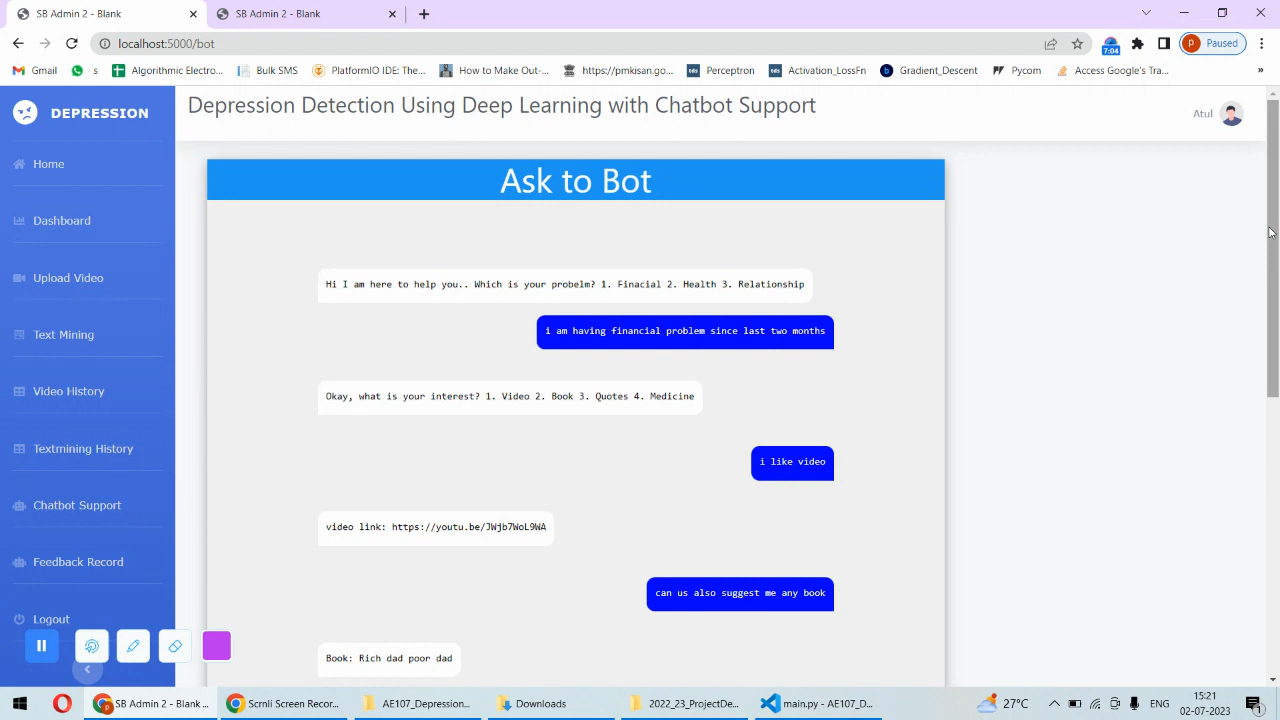 SB Admin 2 - Blank
SB Admin 2 - Blank
localhost:5000/bot
7:04
P
Paused
Gmail
s
Algorithmic Electro...
Bulk SMS
PlatformIO IDE: The...
How to Make Out-...
https://pmkisan.go...
tds
Perceptron
tds
Activation_LossFn
b
Gradient_Descent
Pycom
Access Google's Tra...
»
DEPRESSION
Depression Detection Using Deep Learning with Chatbot Support
Atul
Home
Dashboard
Upload Video
Text Mining
Video History
Textmining History
Chatbot Support
Feedback Record
Logout
Ask to Bot
Hi I am here to help you.. Which is your probelm? 1. Finacial 2. Health 3. Relationship
i am having financial problem since last two months
Okay, what is your interest? 1. Video 2. Book 3. Quotes 4. Medicine
i like video
video link: https://youtu.be/JWjb7WoL9WA
can us also suggest me any book
Book: Rich dad poor dad
SB Admin 2 - Blank ...
Scrnlı Screen Recor...
AE107_Depression...
Downloads
2022_23_ProjectDe...
main.py - AE107_D...
27°C
ENG
15:21
02-07-2023
1